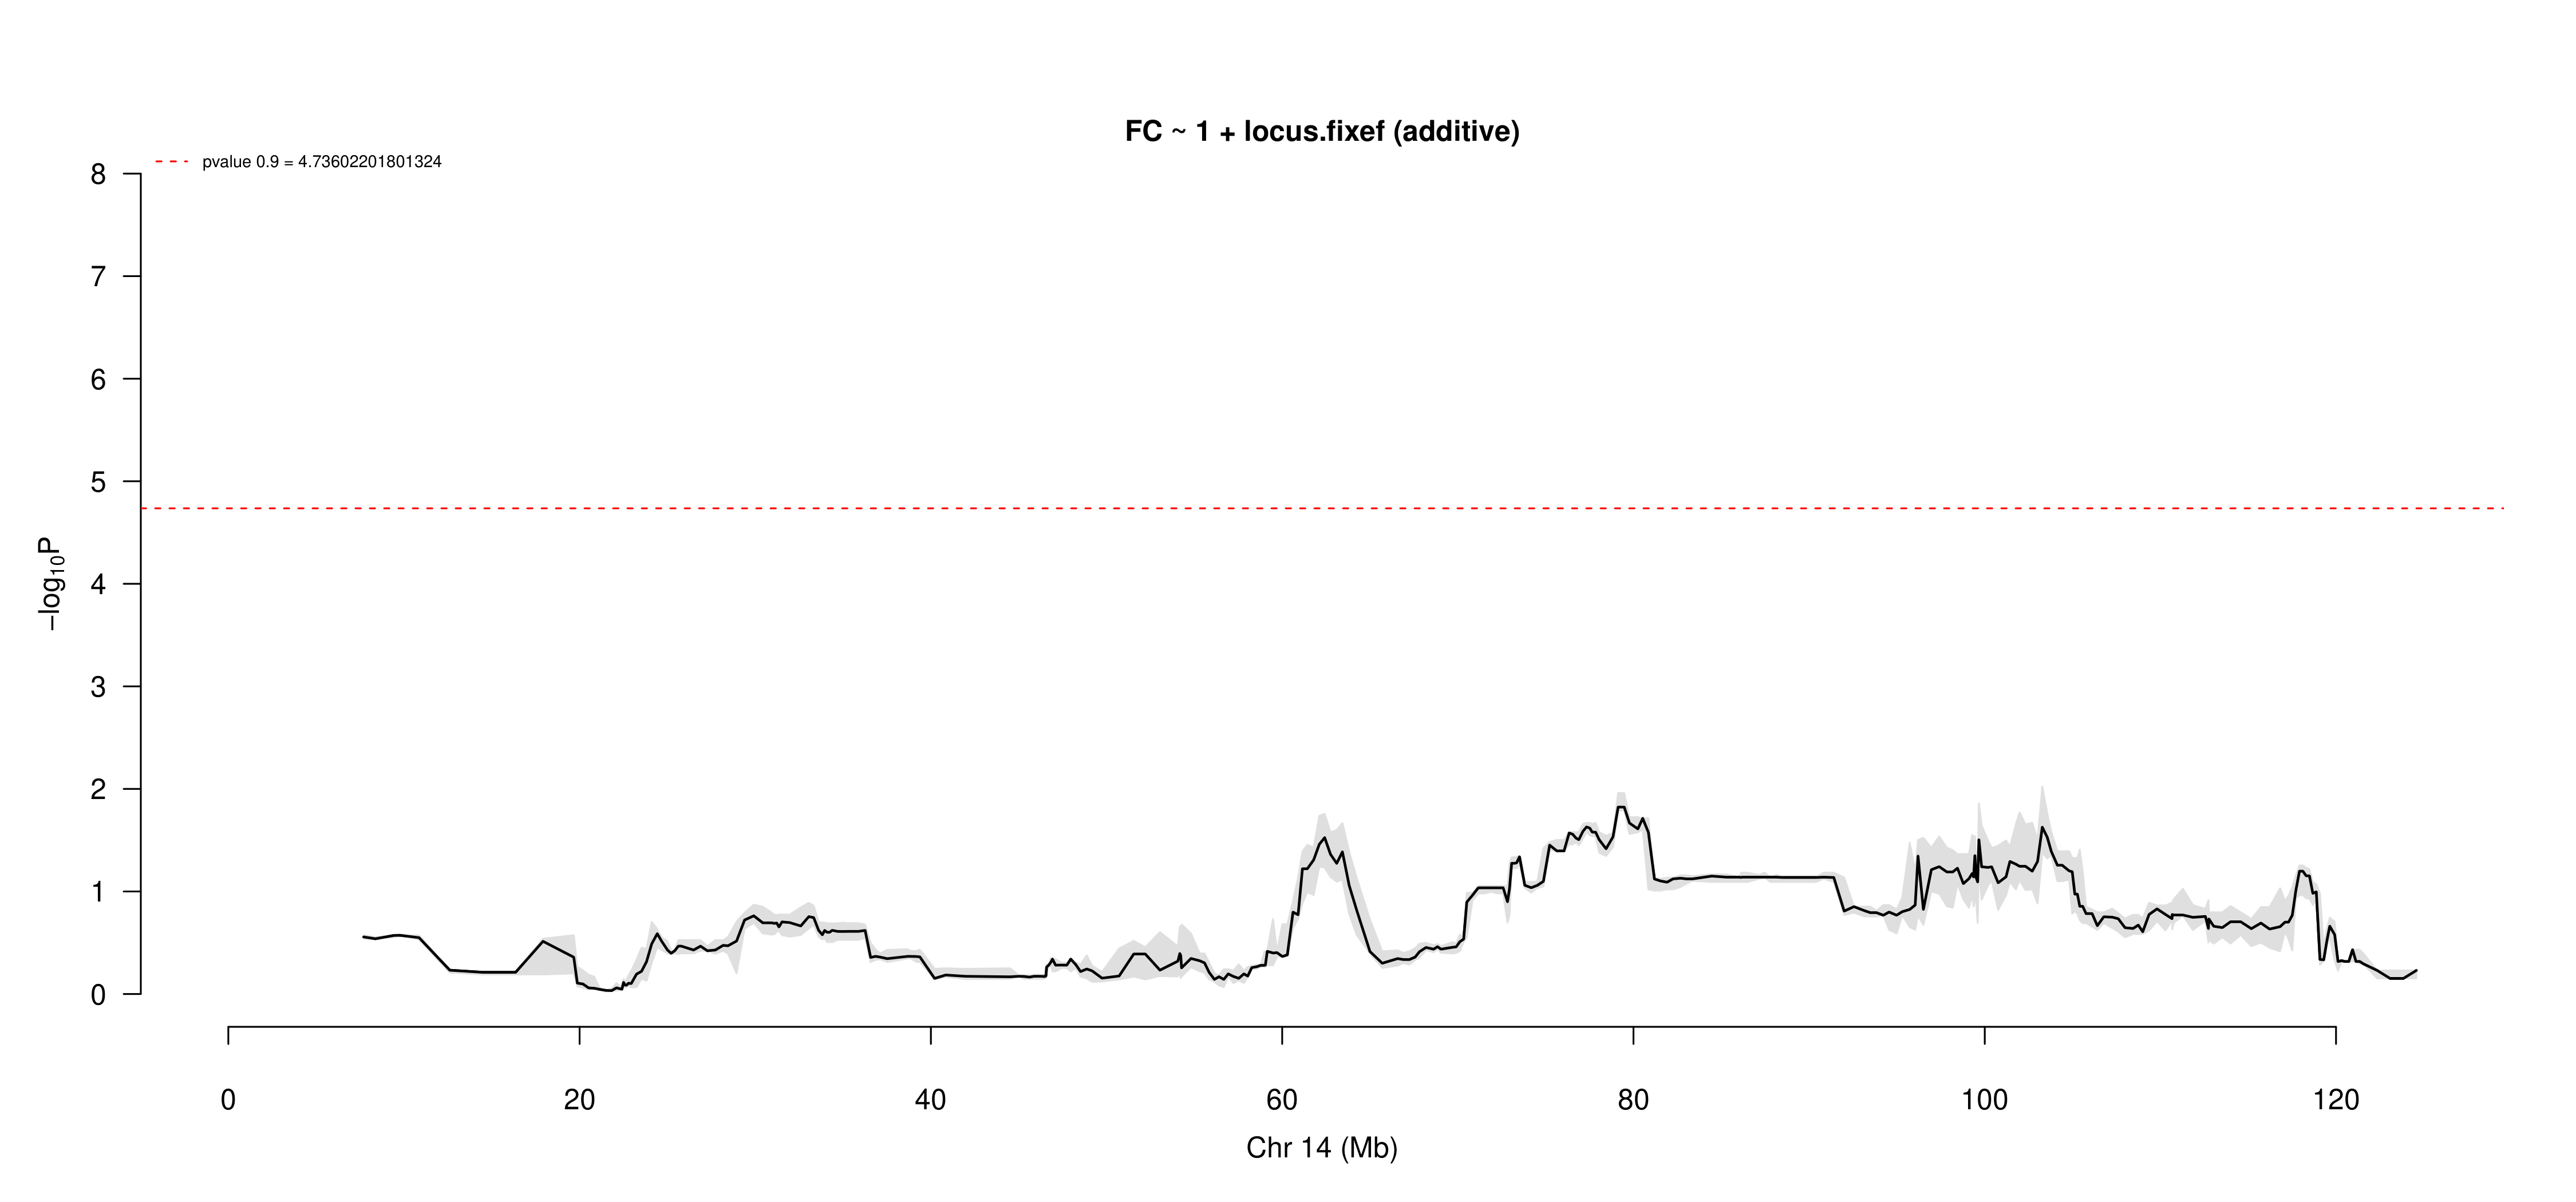 FC ~ 1 + locus.fixef (additive)
pvalue 0.9 = 4.73602201801324
8
7
6
5
4
3
2
1
0
−log10P
0 20 40 60 80 100 120
Chr 14 (Mb)